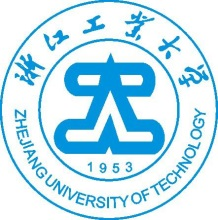 浙江工业大学
1953
ZHEJIANG UNIVERSITY OF TECHNOLOGY